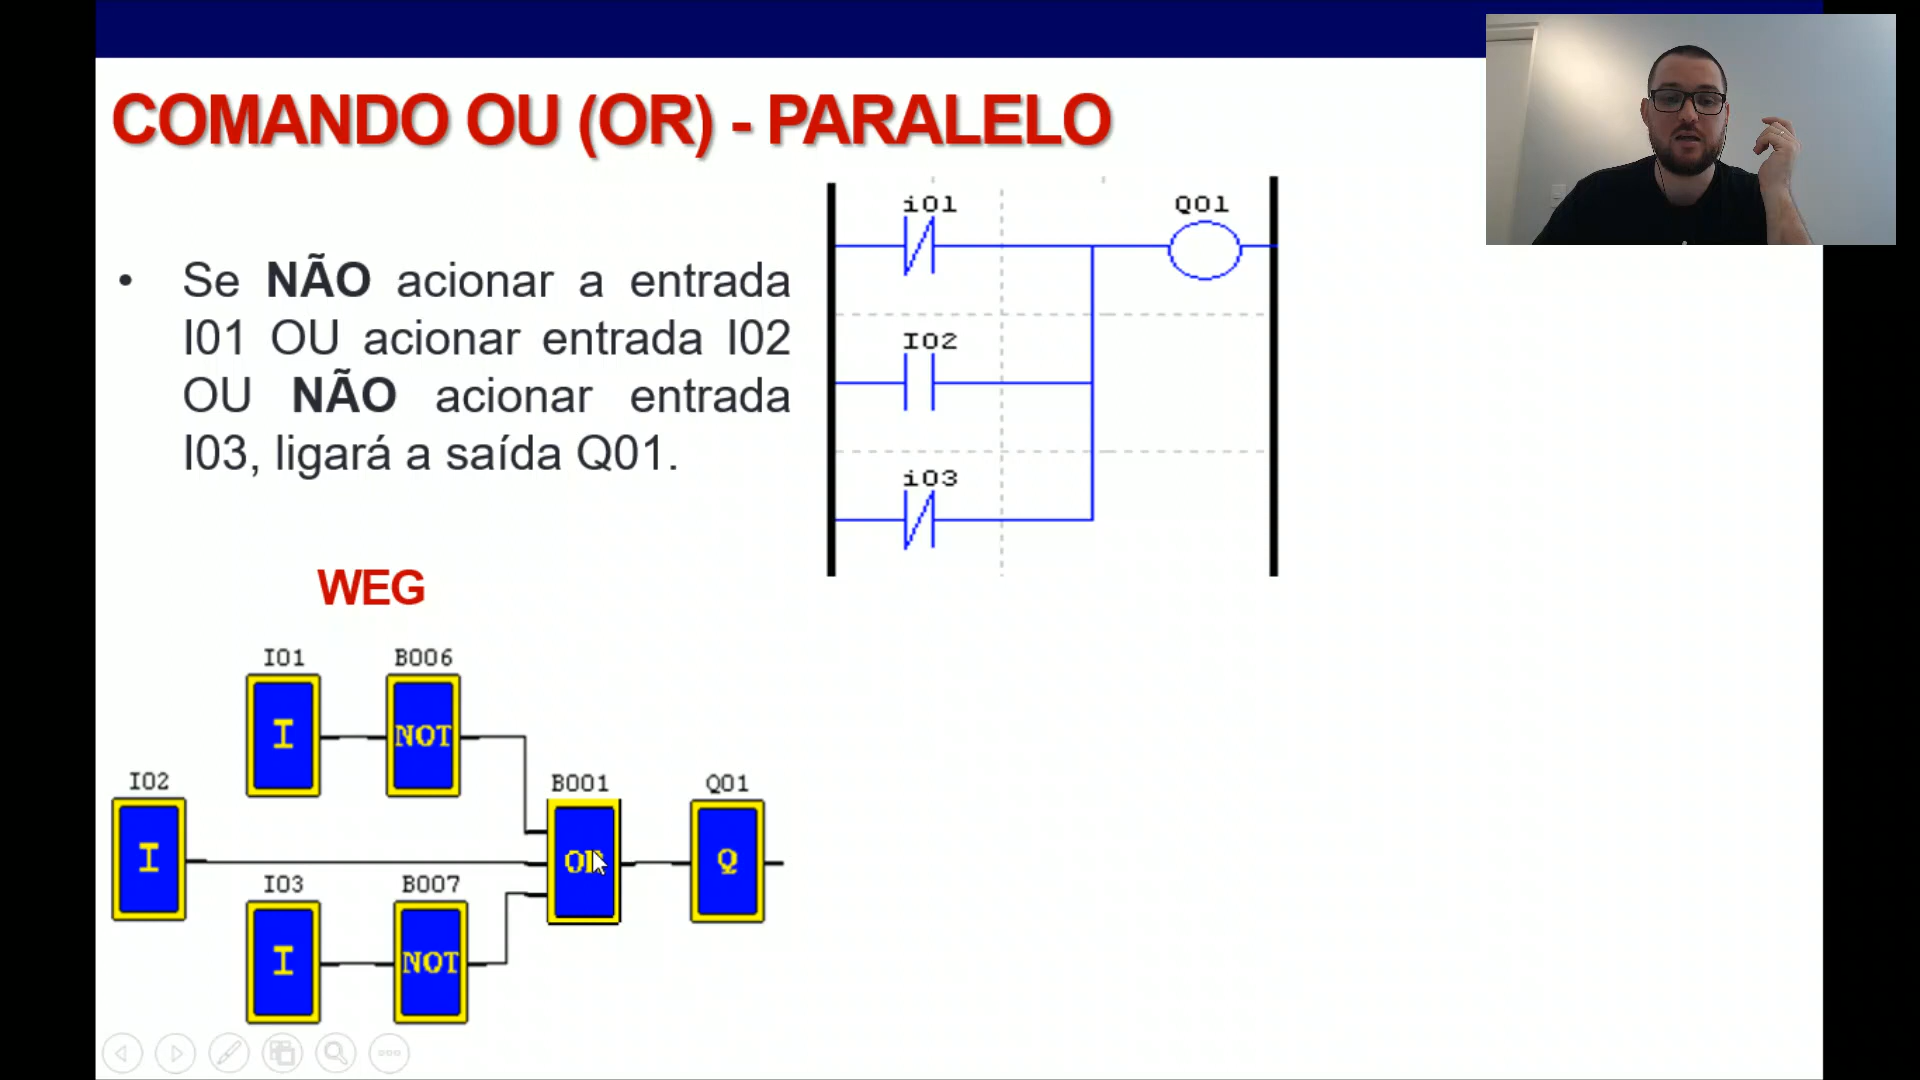 COMANDO OU (OR) - PARALELO
Se NÃO acionar a entrada
I01 OU acionar entrada I02
OU NÃO acionar entrada
I03, ligará a saída Q01.
i01
Q01
I02
i03
WEG
I01
B006
I
NOT
I02
B001
Q01
I
OR
Q
I03
B007
I
NOT